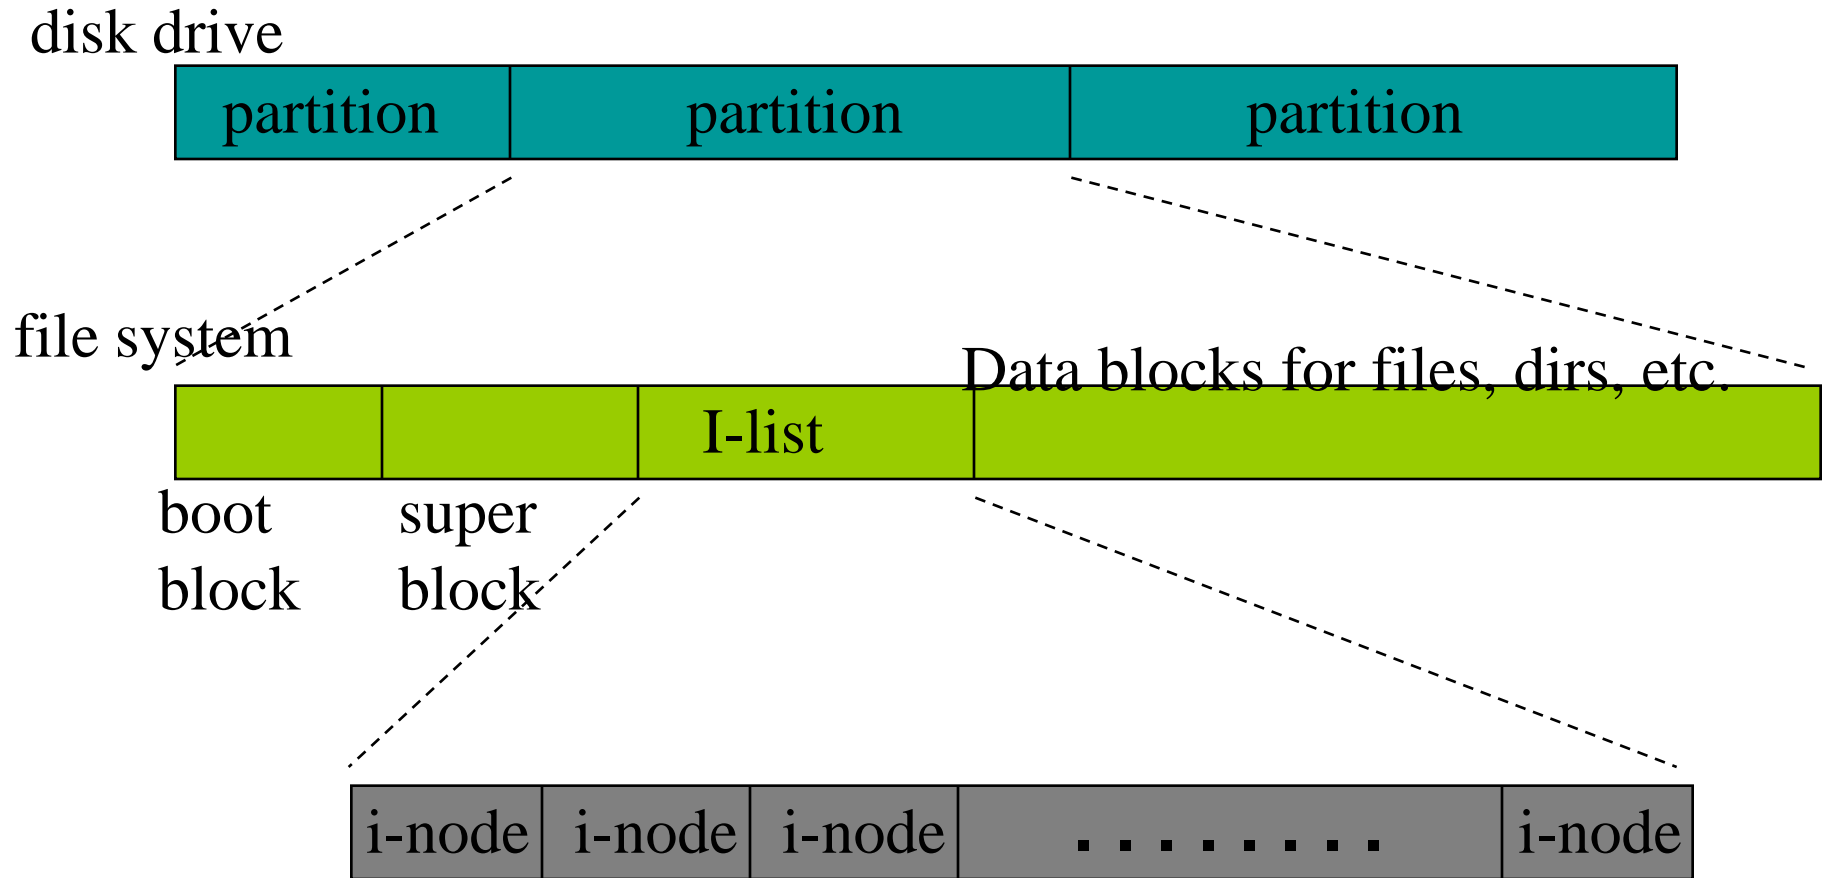 disk drive
partition partition partition
file system
Data blocks for files, dirs, etc.
I-list
boot super
block block
i-node i-node i-node ........ i-node